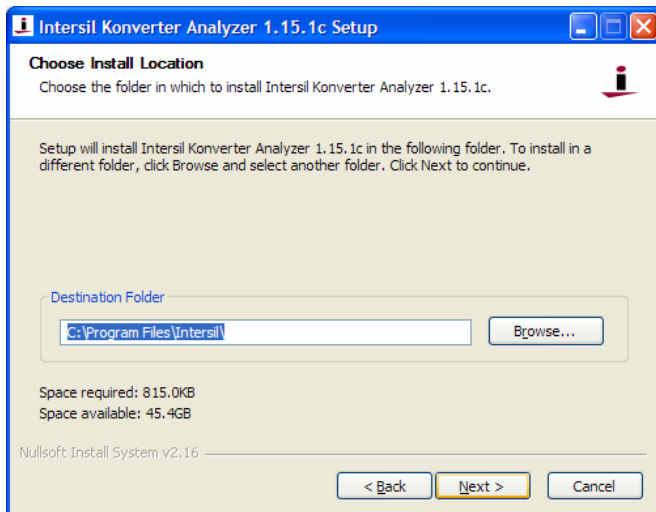 Intersil Konverter Analyzer 1.15.1c Setup
Choose Install Location
Choose the folder in which to install Intersil Konverter Analyzer 1.15.1c.
Setup will install Intersil Konverter Analyzer 1.15.1c in the following folder. To install in a
different folder, click Browse and select another folder. Click Next to continue.
Destination Folder
C:\Program Files\Intersil\
Browse...
Space required: 815.0KB
Space available: 45.4GB
Nullsoft Install System v2.16
< Back
Next >
Cancel